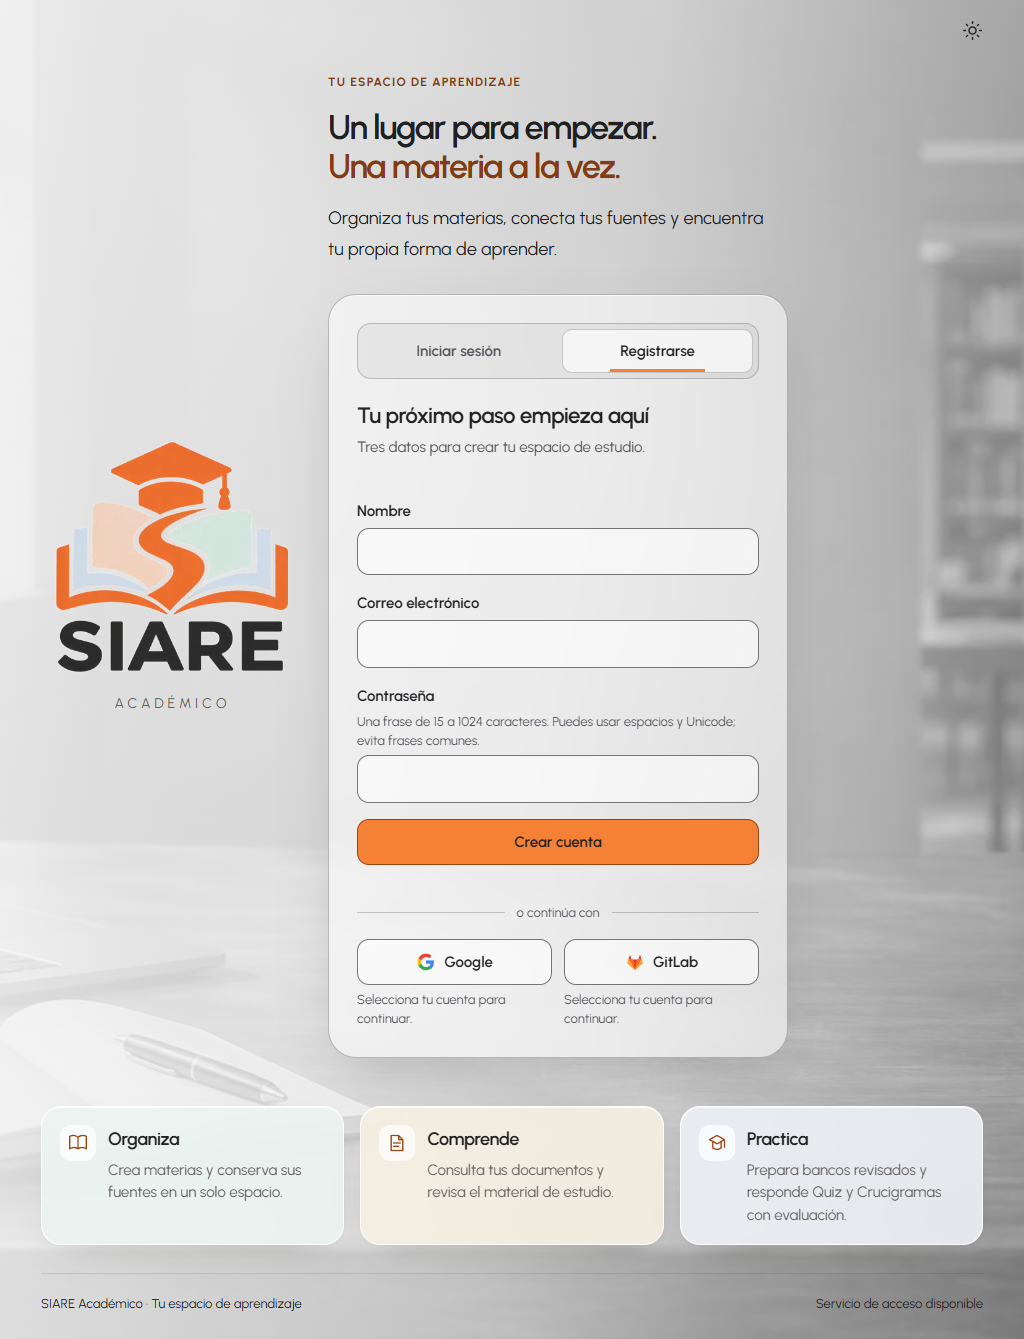 TU ESPACIO DE APRENDIZAJE
Un lugar para empezar.
Una materia a la vez.
Organiza tus materias, conecta tus fuentes y encuentra
tu propia forma de aprender.
SIARE
ACADÉMICO
Iniciar sesión
Registrarse
Tu próximo paso empieza aquí
Tres datos para crear tu espacio de estudio.
Nombre
Correo electrónico
Contraseña
Una frase de 15 a 1024 caracteres. Puedes usar espacios y Unicode;
evita frases comunes.
Crear cuenta
o continúa con
Google
Selecciona tu cuenta para
continuar.
GitLab
Selecciona tu cuenta para
continuar.
Organiza
Crea materias y conserva sus
fuentes en un solo espacio.
Comprende
Consulta tus documentos y
revisa el material de estudio.
Practica
Prepara bancos revisados y
responde Quiz y Crucigramas
con evaluación.
SIARE Académico · Tu espacio de aprendizaje
Servicio de acceso disponible